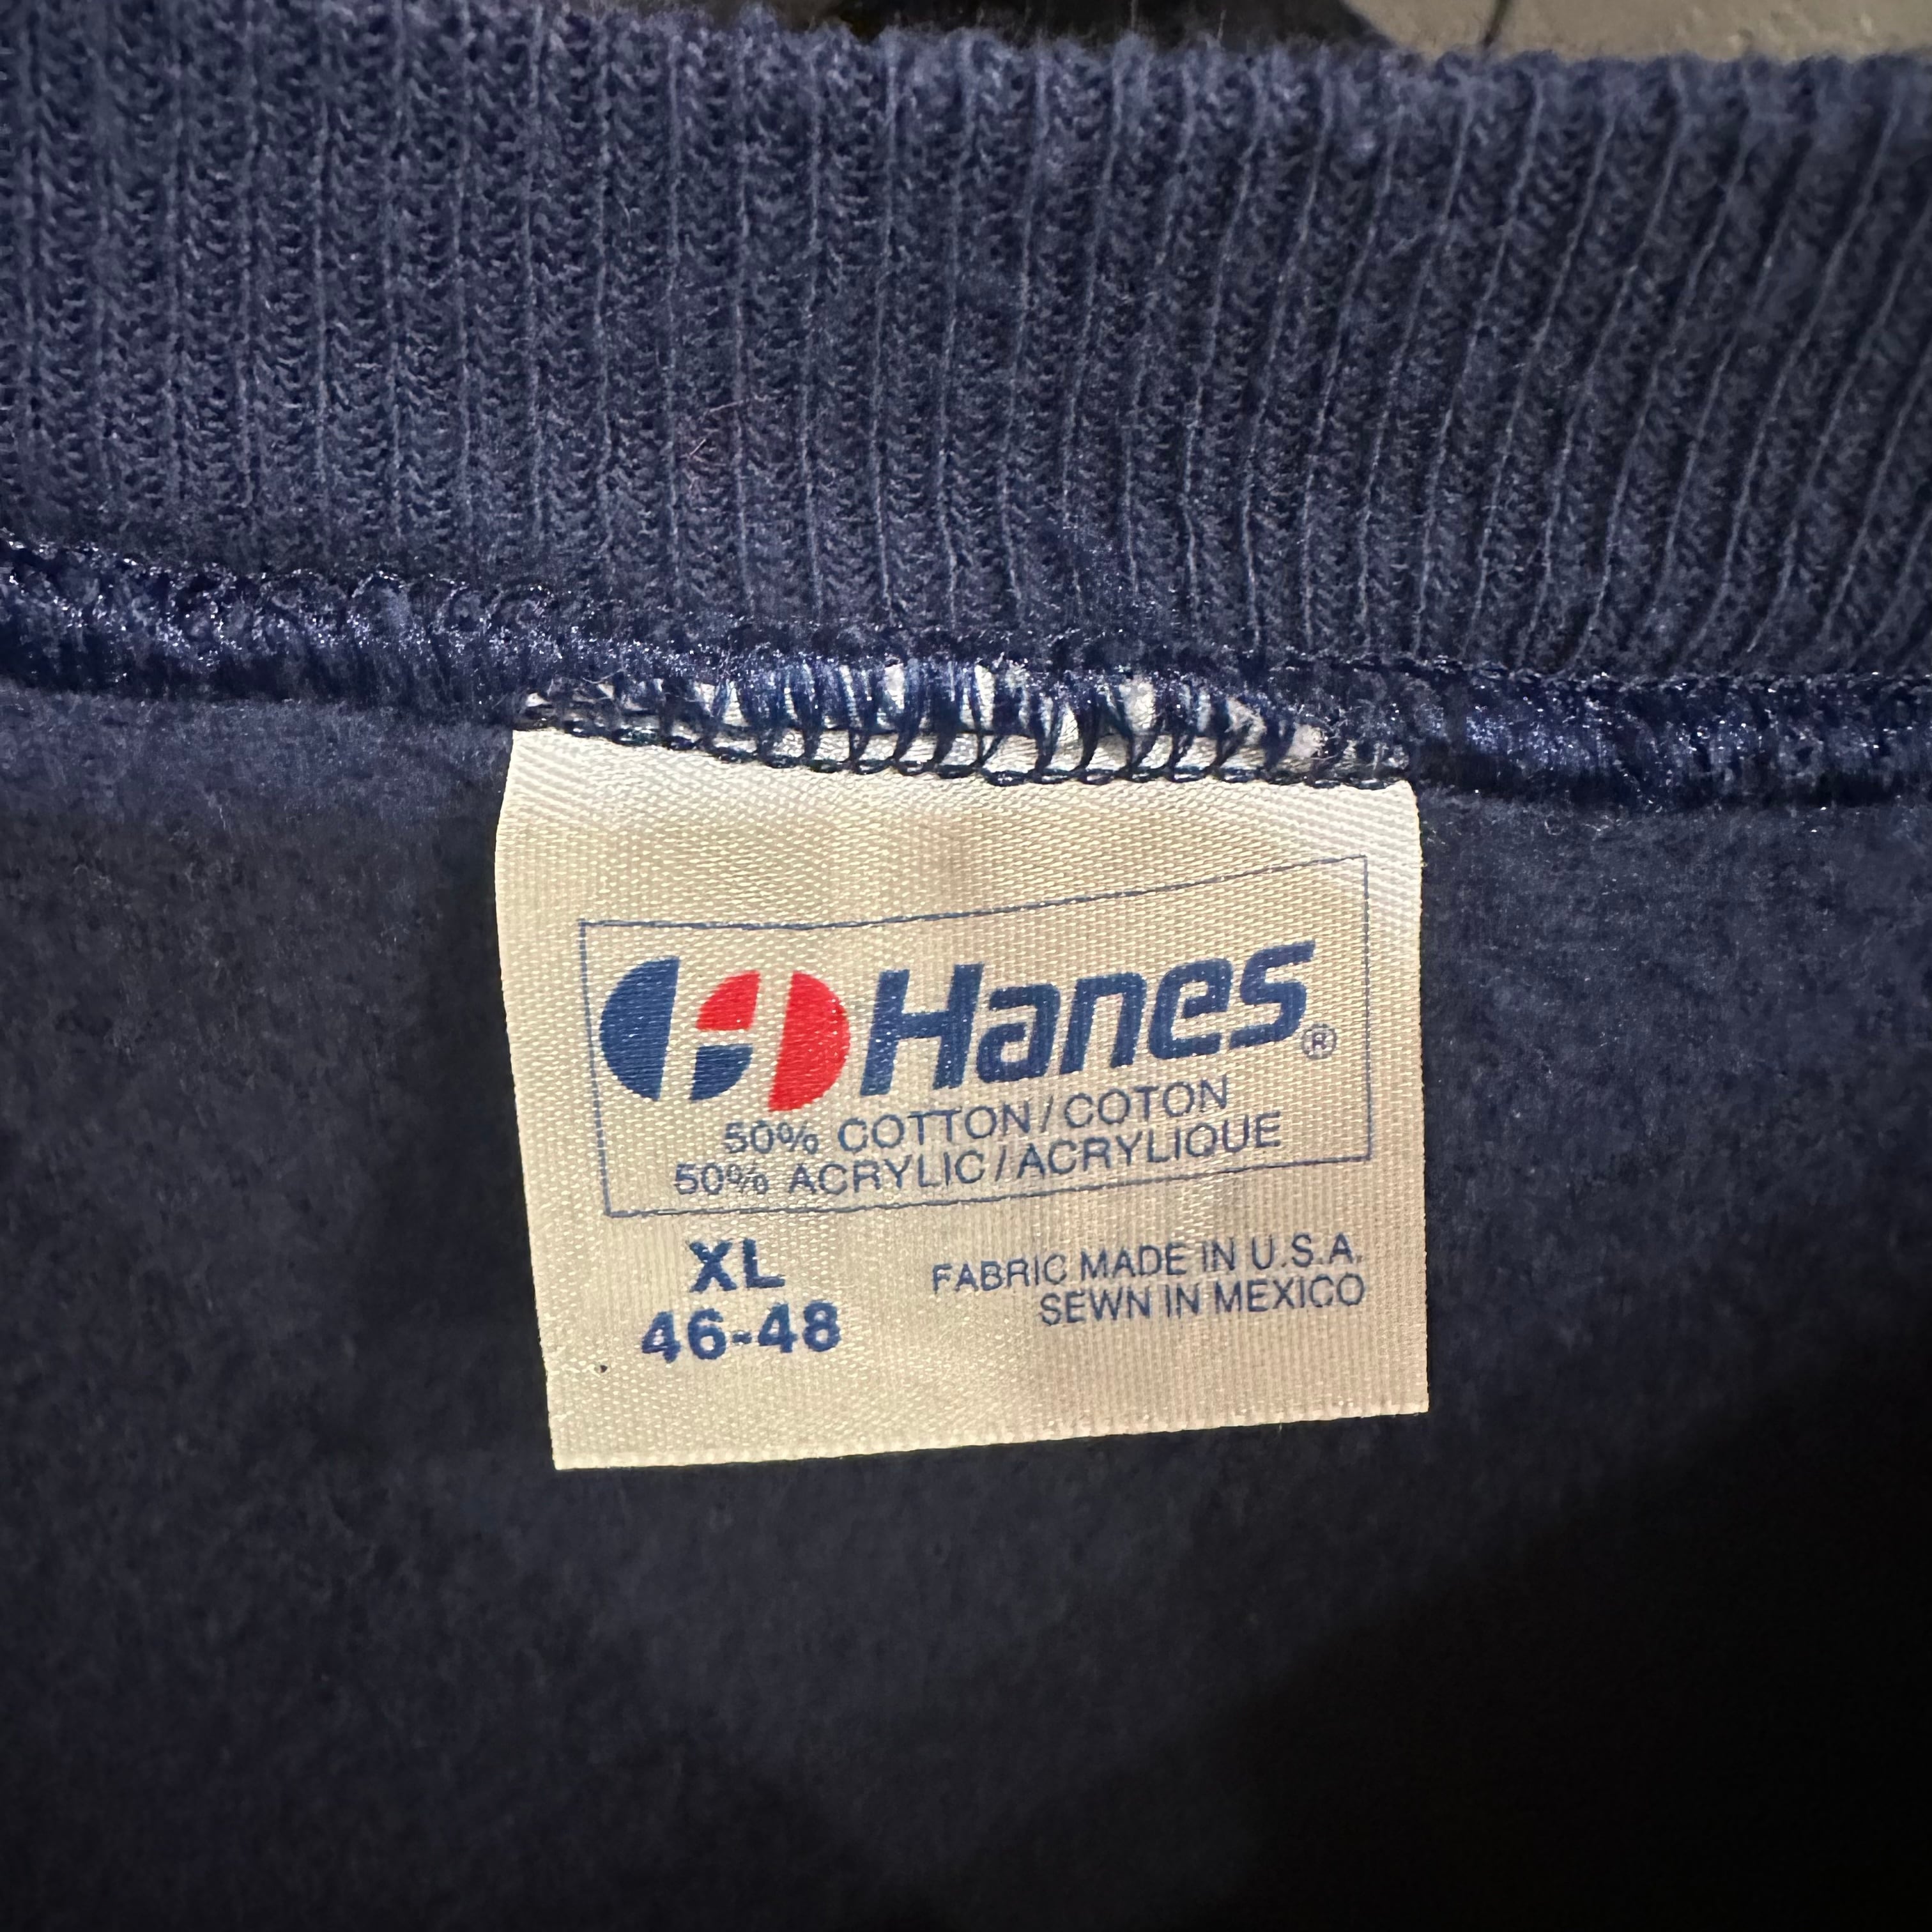 Hanes®
50% COTTON/COTON
50% ACRYLIC/ACRYLIQUE
XL
46-48
FABRIC MADE IN U.S.A.
SEWN IN MEXICO